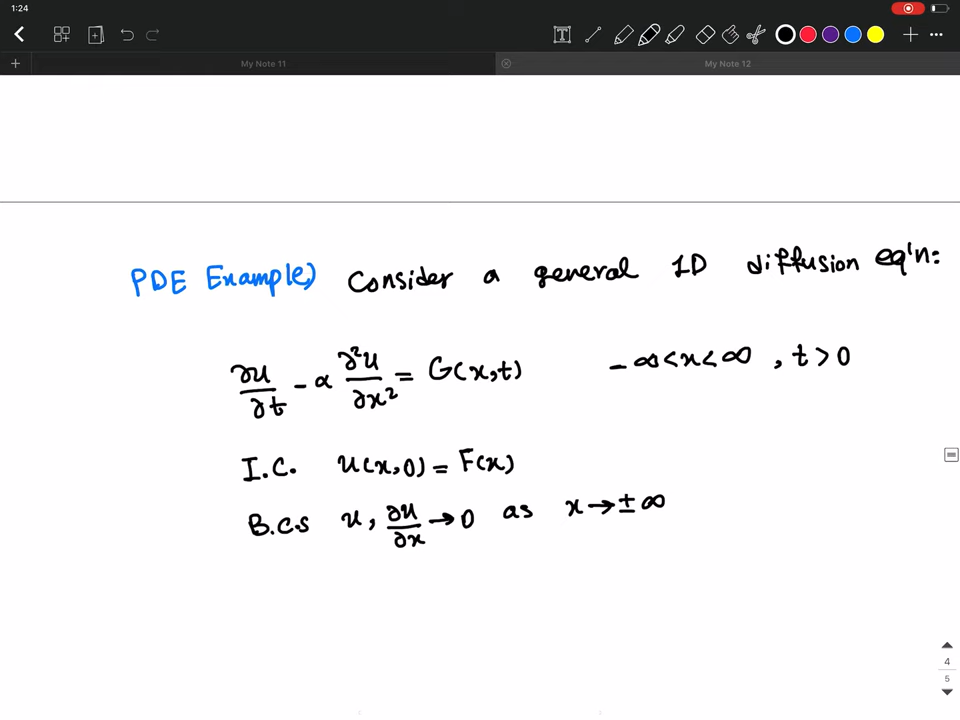 1:24
My Note 11
My Note 12
PDE Example) Consider a general 1D diffusion eq'n:
∂u/∂t - α ∂²u/∂x² = G(x,t) -∞<x<∞ , t>0
I.C. u(x,0) = F(x)
B.C.s u, ∂u/∂x → 0 as x → ±∞
4
5